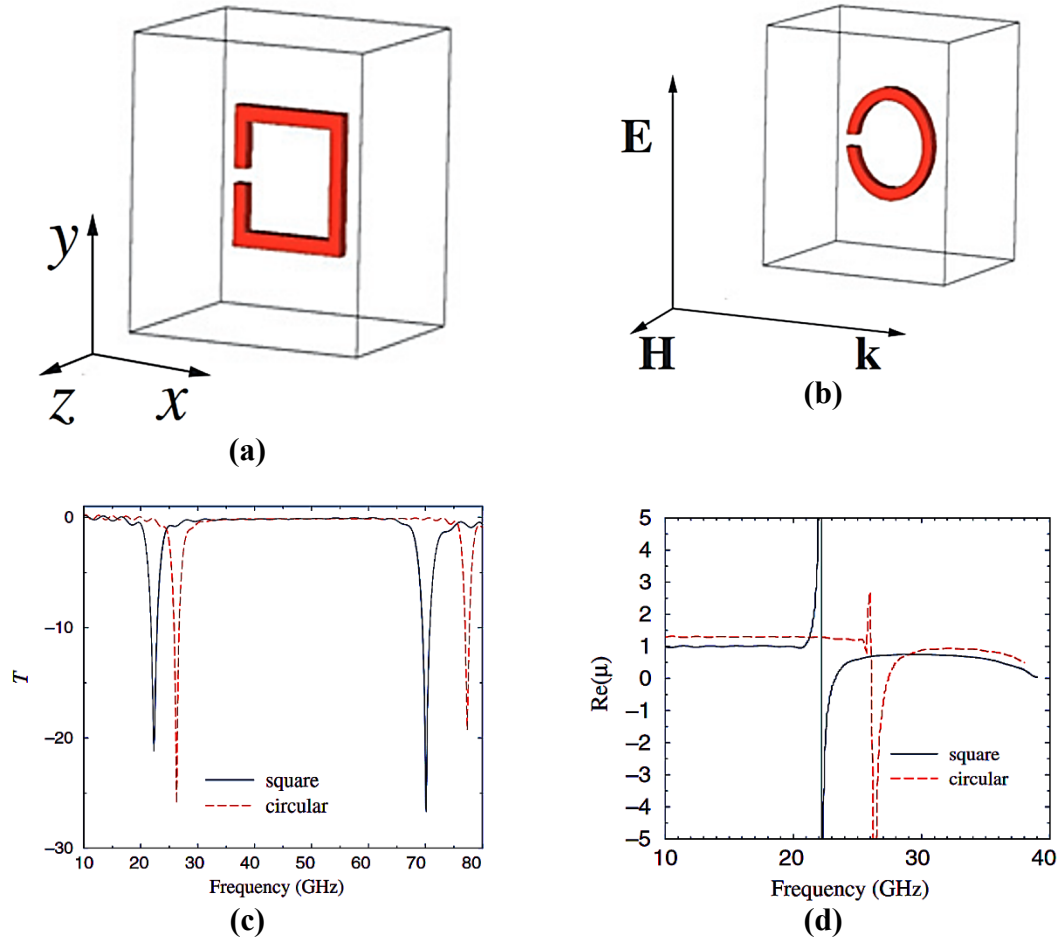 y
z
x
(a)
E
H
k
(b)
0
−10
−20
−30
T
square
circular
10 20 30 40 50 60 70 80
Frequency (GHz)
(c)
5
4
3
2
1
0
−1
−2
−3
−4
−5
Re(μ)
square
circular
10 20 30 40
Frequency (GHz)
(d)